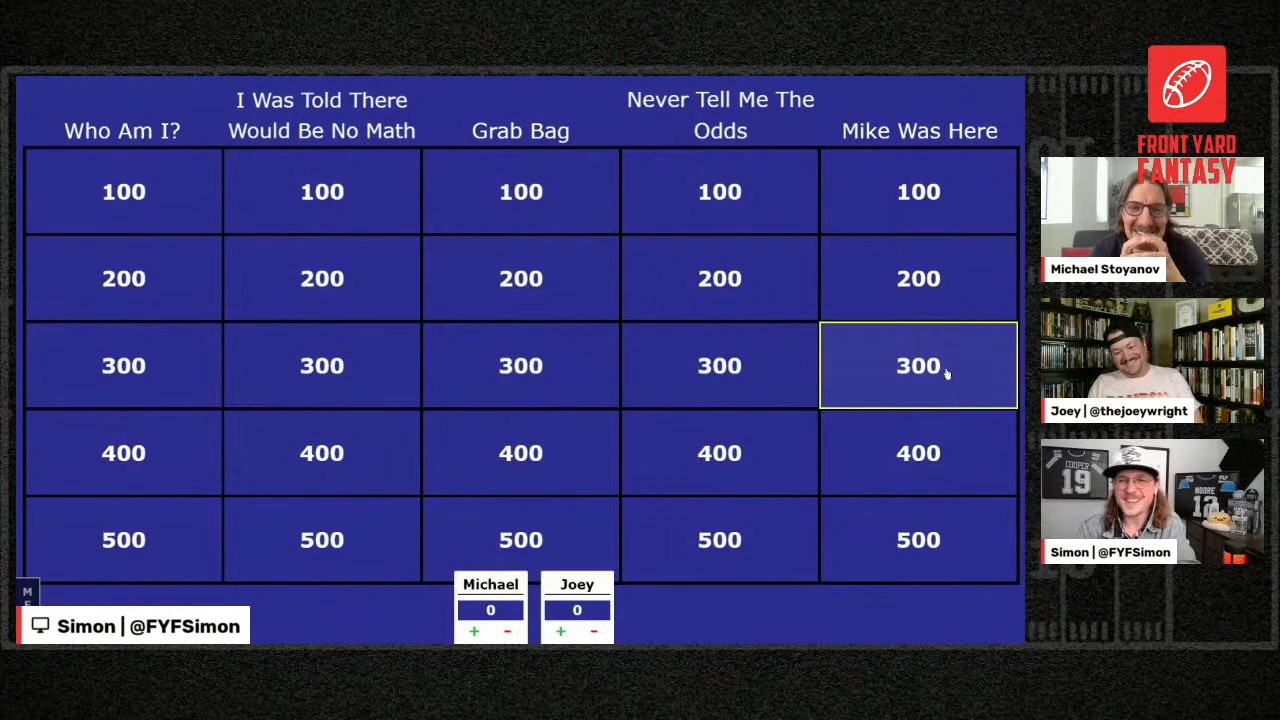 I Was Told There
Never Tell Me The
Who Am I?
Would Be No Math
Grab Bag
Odds
Mike Was Here
100 100 100 100 100
200 200 200 200 200
300 300 300 300 300
400 400 400 400 400
500 500 500 500 500
Michael
0
+ -
Joey
0
+ -
M
Simon | @FYFSimon
FRONT YARD
FANTASY
Michael Stoyanov
Joey | @thejoeywright
COOPER
19
MOORE
12
Simon | @FYFSimon